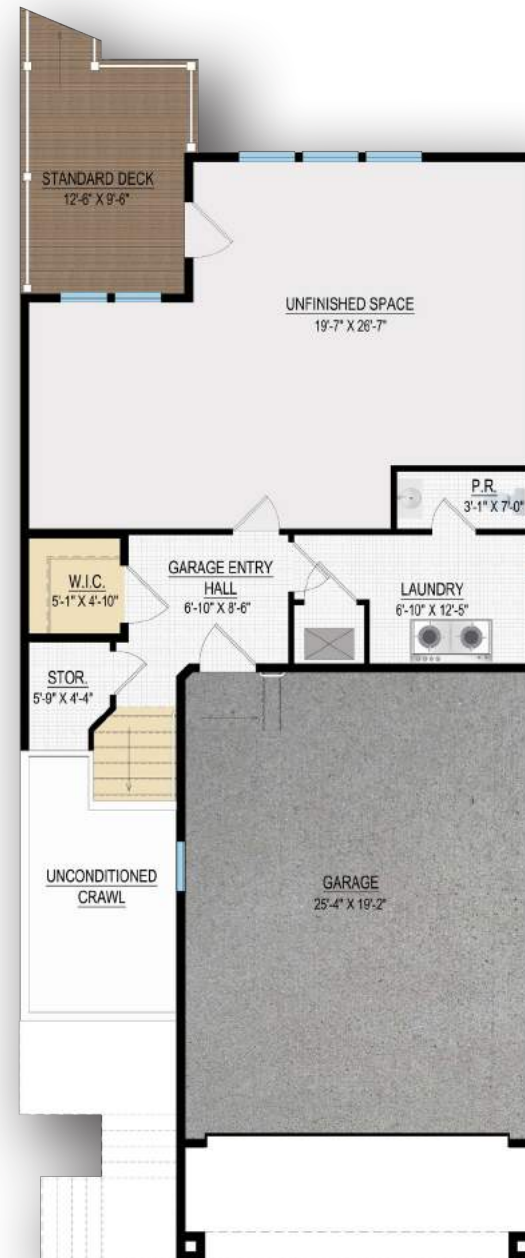 STANDARD DECK
12'-6" X 9'-6"
UNFINISHED SPACE
19'-7" X 26'-7"
P.R.
3'-1" X 7'-0"
GARAGE ENTRY
HALL
6'-10" X 8'-6"
W.I.C.
5'-1" X 4'-10"
LAUNDRY
6'-10" X 12'-5"
STOR.
5'-9" X 4'-4"
UNCONDITIONED
CRAWL
GARAGE
25'-4" X 19'-2"